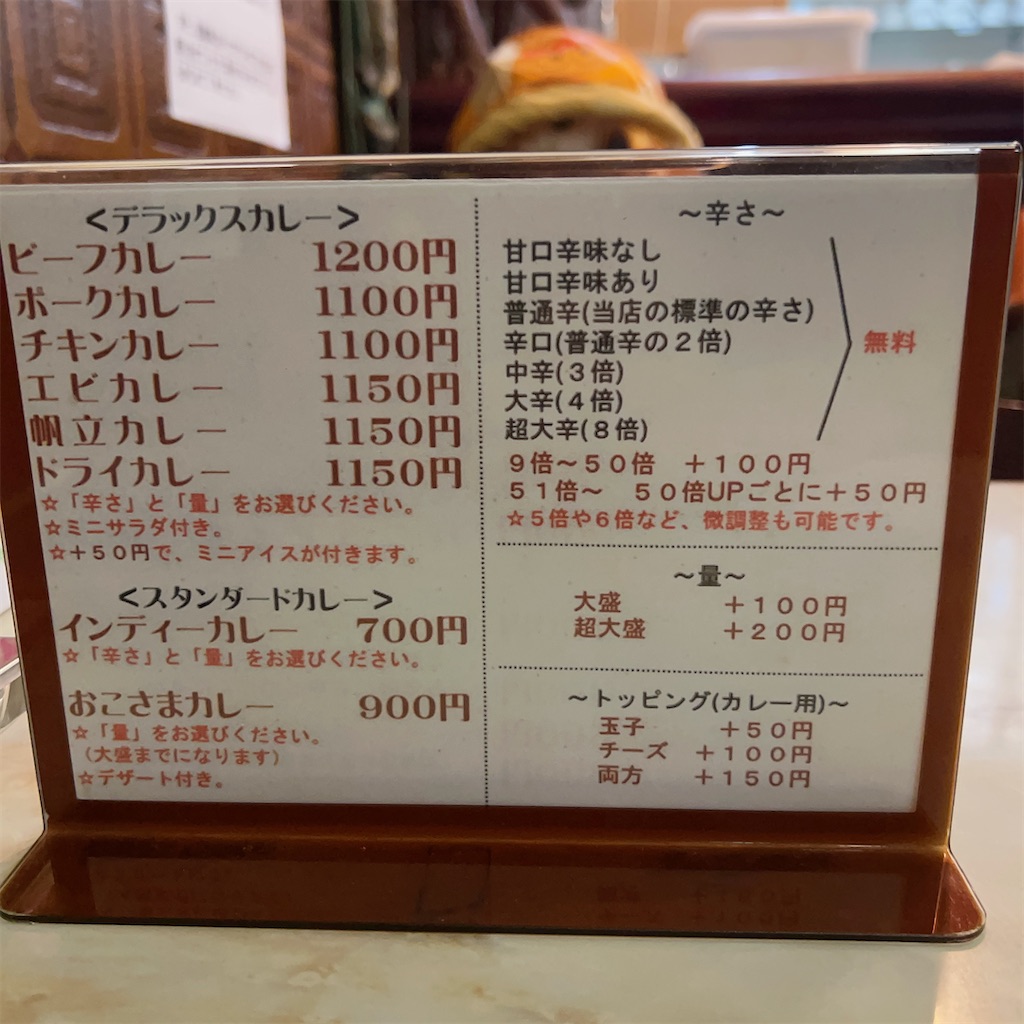 <デラックスカレー>
ビーフカレー 1200円
ポークカレー 1100円
チキンカレー 1100円
エビカレー 1150円
帆立カレー 1150円
ドライカレー 1150円
☆「辛さ」と「量」をお選びください。
☆ミニサラダ付き。
☆+50円で、ミニアイスが付きます。
<スタンダードカレー>
インディーカレー 700円
☆「辛さ」と「量」をお選びください。
おこさまカレー 900円
☆「量」をお選びください。
(大盛までになります)
☆デザート付き。
~辛さ~
甘口辛味なし
甘口辛味あり
普通辛(当店の標準の辛さ)
辛口(普通辛の2倍)
無料
中辛(3倍)
大辛(4倍)
超大辛(8倍)
9倍~50倍 +100円
51倍~ 50倍UPごとに+50円
☆5倍や6倍など、微調整も可能です。
~量~
大盛 +100円
超大盛 +200円
~トッピング(カレー用)~
玉子 +50円
チーズ +100円
両方 +150円